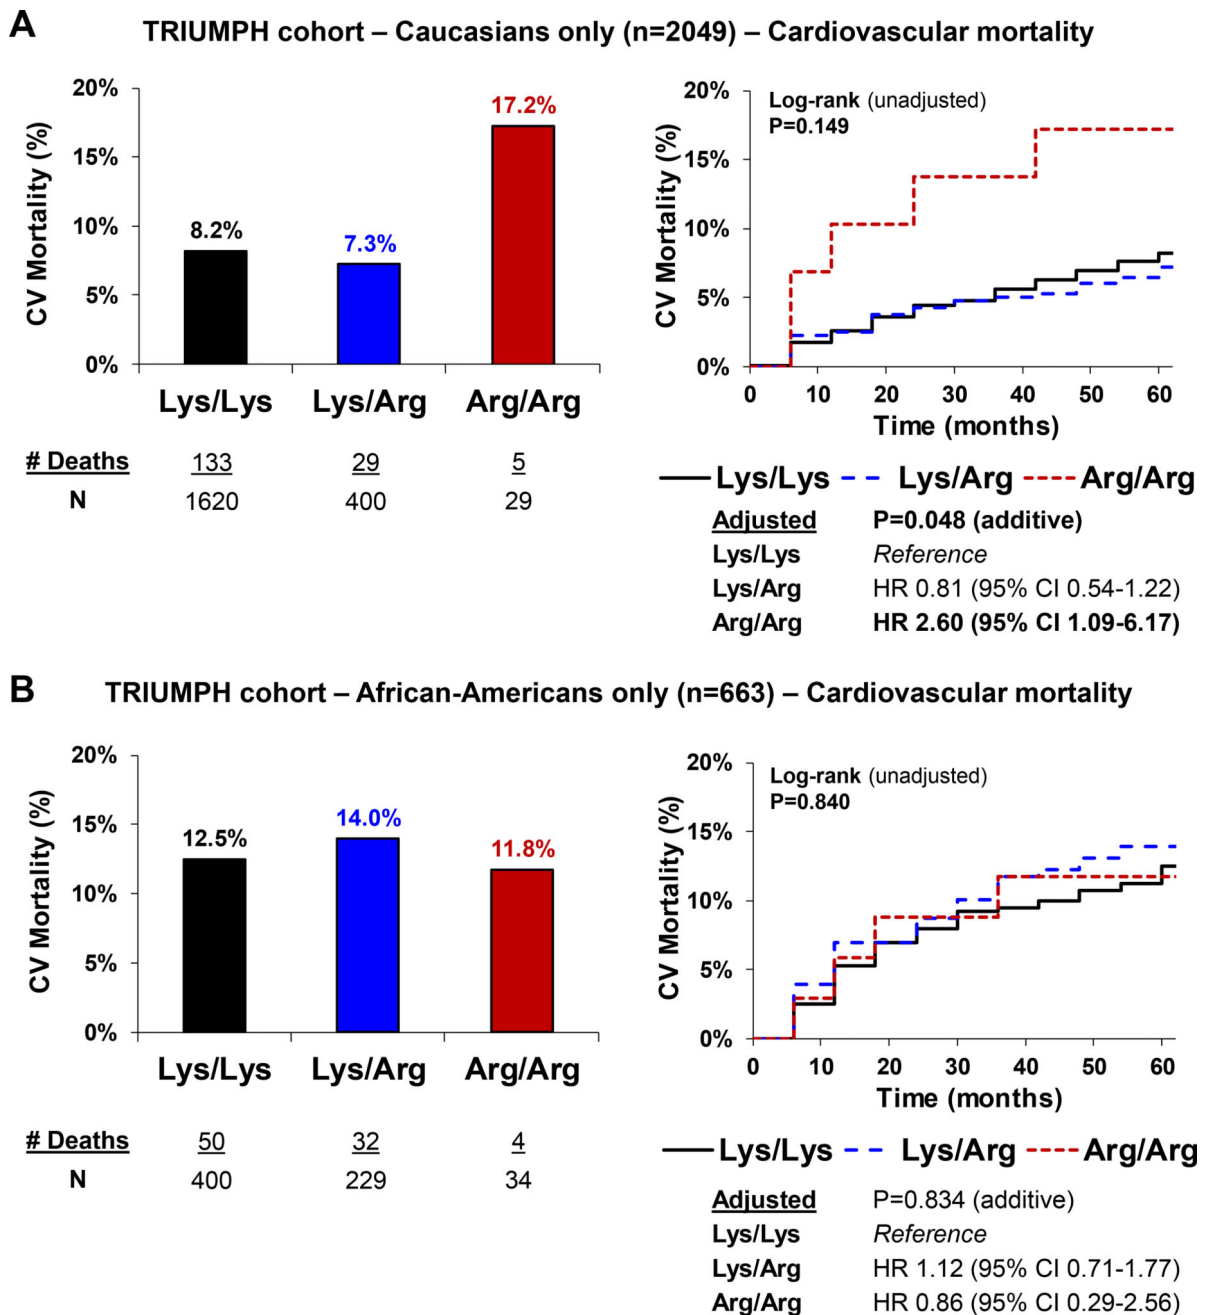 A
TRIUMPH cohort – Caucasians only (n=2049) – Cardiovascular mortality
CV Mortality (%)
20%
15%
10%
5%
0%
8.2%
7.3%
17.2%
Lys/Lys Lys/Arg Arg/Arg
# Deaths 133 29 5
N 1620 400 29
CV Mortality (%)
20%
15%
10%
5%
0%
Log-rank (unadjusted)
P=0.149
0 10 20 30 40 50 60
Time (months)
Lys/Lys Lys/Arg Arg/Arg
Adjusted P=0.048 (additive)
Lys/Lys Reference
Lys/Arg HR 0.81 (95% CI 0.54-1.22)
Arg/Arg HR 2.60 (95% CI 1.09-6.17)
B
TRIUMPH cohort – African-Americans only (n=663) – Cardiovascular mortality
CV Mortality (%)
20%
15%
10%
5%
0%
12.5%
14.0%
11.8%
Lys/Lys Lys/Arg Arg/Arg
# Deaths 50 32 4
N 400 229 34
CV Mortality (%)
20%
15%
10%
5%
0%
Log-rank (unadjusted)
P=0.840
0 10 20 30 40 50 60
Time (months)
Lys/Lys Lys/Arg Arg/Arg
Adjusted P=0.834 (additive)
Lys/Lys Reference
Lys/Arg HR 1.12 (95% CI 0.71-1.77)
Arg/Arg HR 0.86 (95% CI 0.29-2.56)